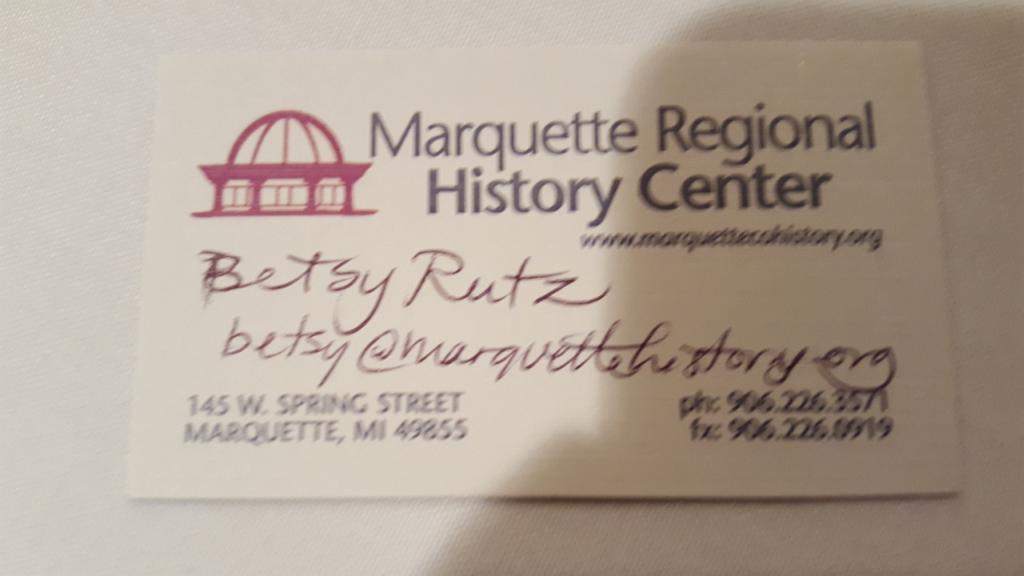 Marquette Regional
History Center
www.marquettecohistory.org
Betsy Rutz
betsy@marquettehistory.org
145 W. SPRING STREET
MARQUETTE, MI 49855
ph: 906.226.3571
fx: 906.226.0919